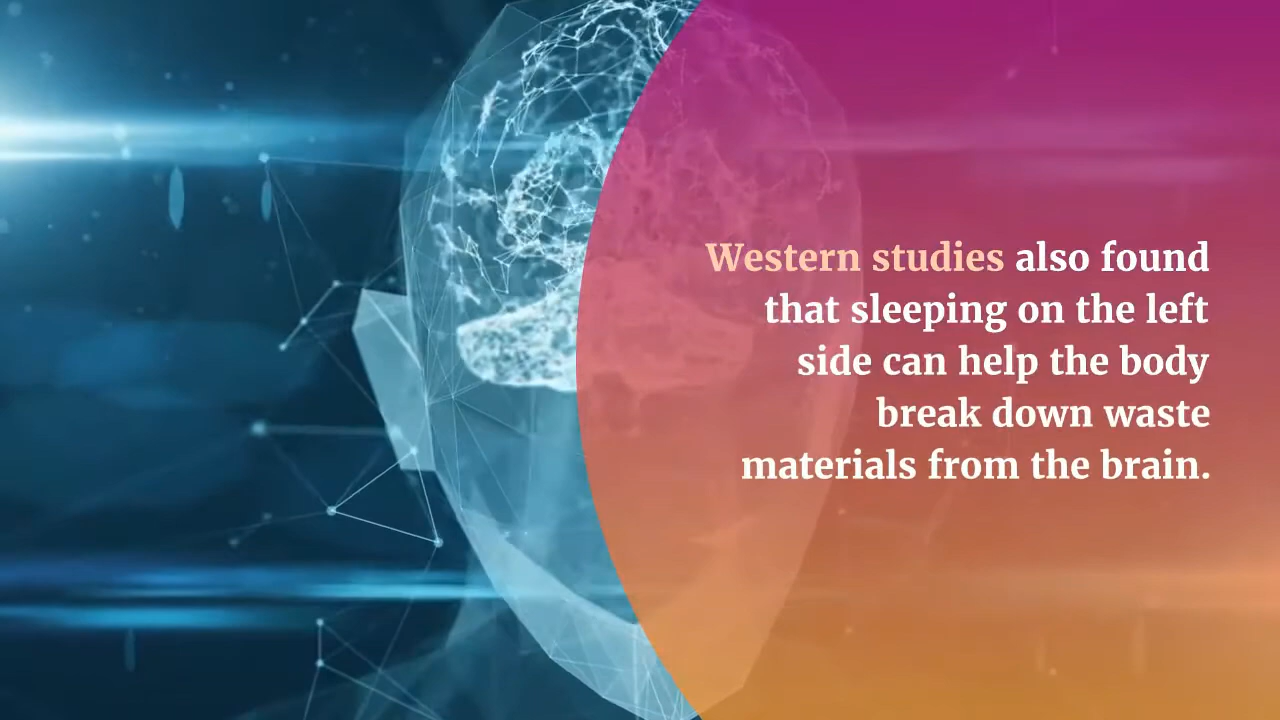 Western studies also found
that sleeping on the left
side can help the body
break down waste
materials from the brain.